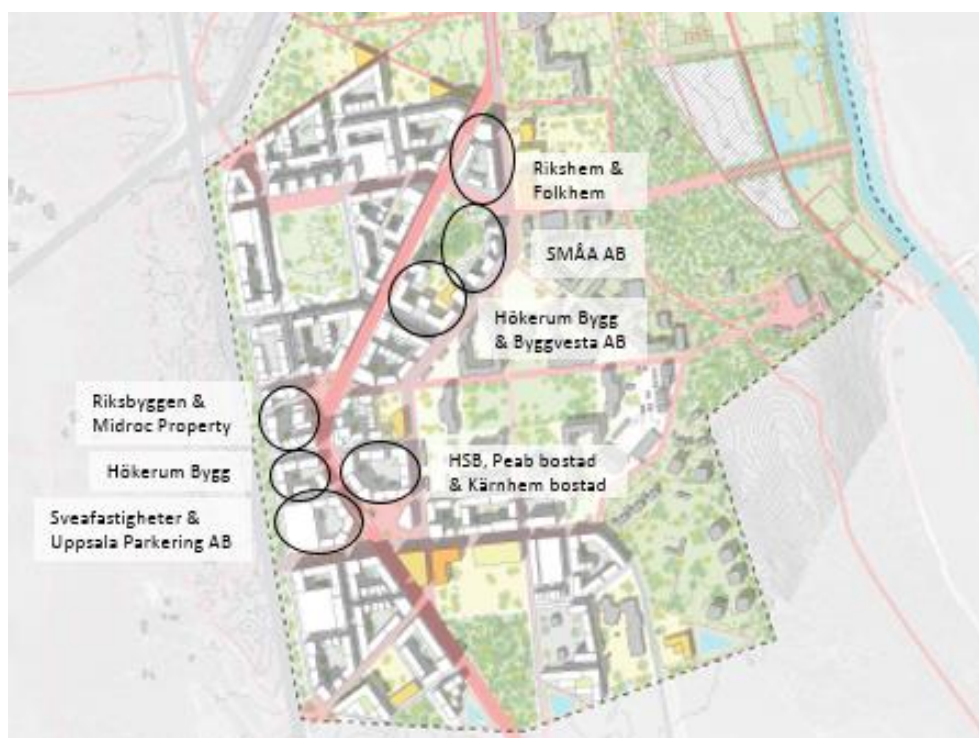 Rikshem &
Folkhem
SMÅA AB
Hökerum Bygg
& Byggvesta AB
Riksbyggen &
Midroc Property
Hökerum Bygg
HSB, Peab bostad
& Kärnhem bostad
Sveafastigheter &
Uppsala Parkering AB